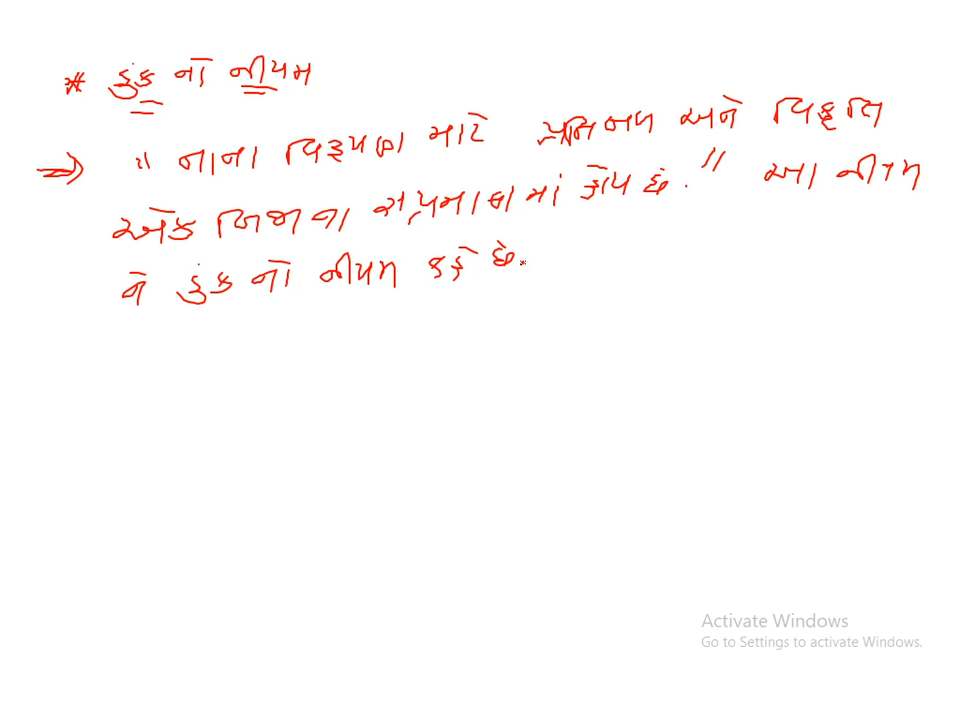 * હુંક નો નીયમ
⇒ " નાના વિરૂપણ માટે પ્રતિબળ અને વિકૃતિ
એક બિજાના સપ્રમાણમાં હોય છે. " આ નીયમ
ને હુંક નો નીયમ કહે છે.
Activate Windows
Go to Settings to activate Windows.